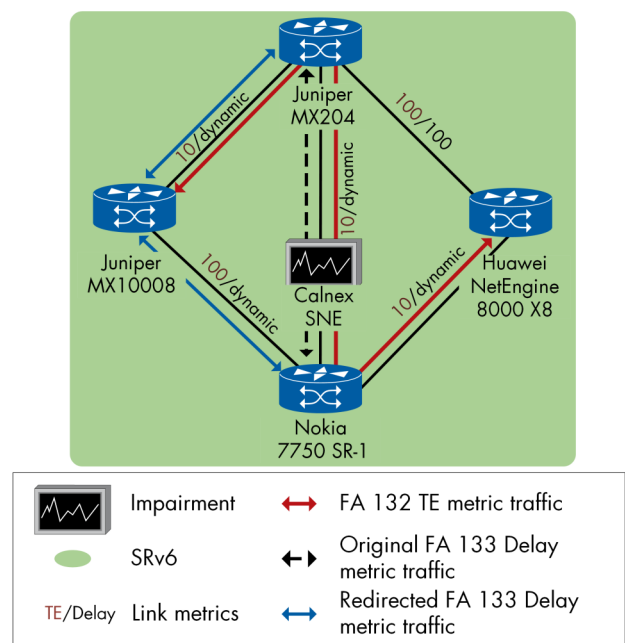 Juniper
MX204
10/dynamic
100/100
10/dynamic
Juniper
MX10008
100/dynamic
Calnex
SNE
10/dynamic
Huawei
NetEngine
8000 X8
Nokia
7750 SR-1
Impairment
FA 132 TE metric traffic
SRv6
Original FA 133 Delay
metric traffic
TE/Delay Link metrics
Redirected FA 133 Delay
metric traffic